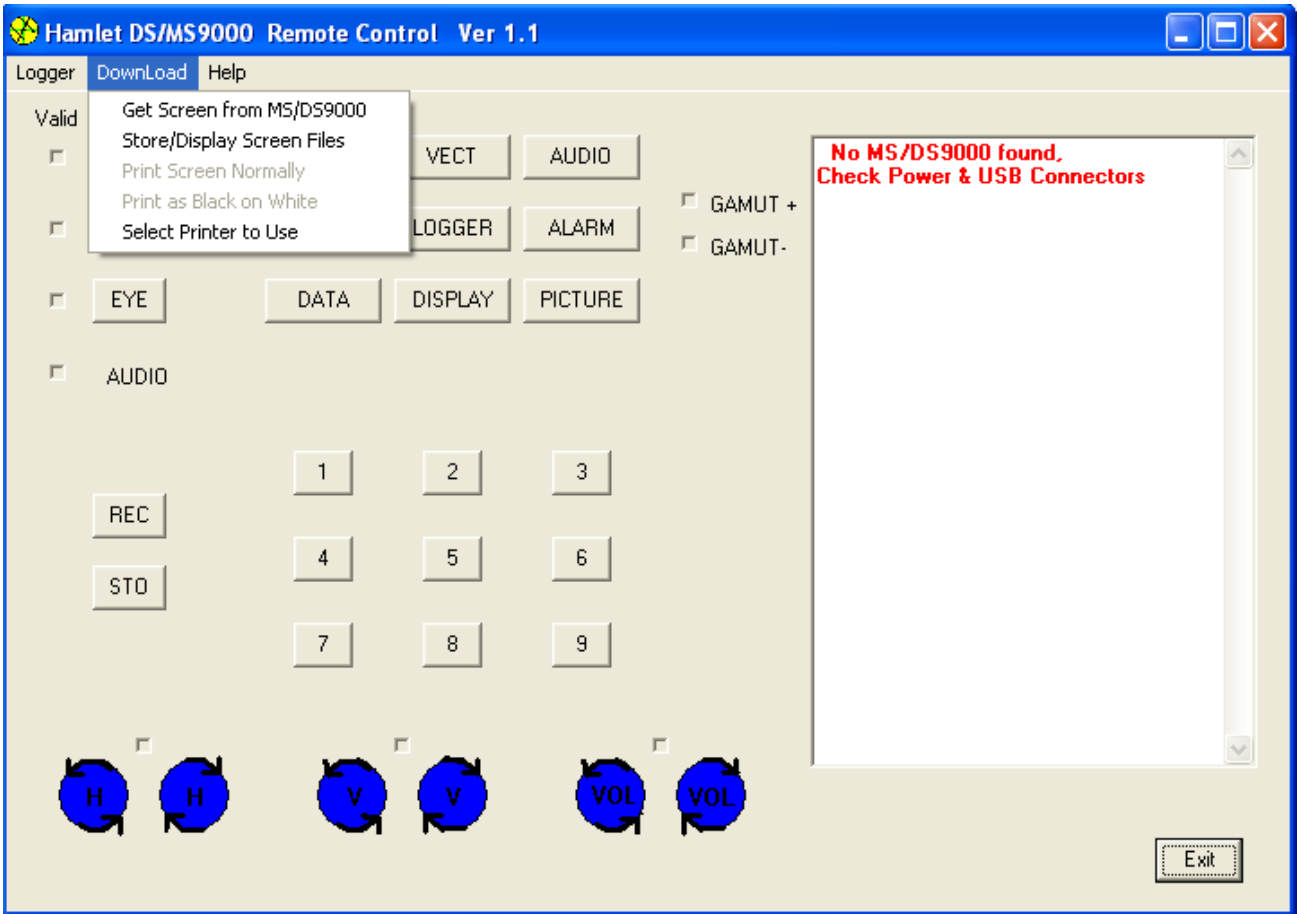 Hamlet DS/MS9000 Remote Control Ver 1.1
Logger DownLoad Help
Valid
Get Screen from MS/DS9000
Store/Display Screen Files
Print Screen Normally
Print as Black on White
Select Printer to Use
VECT AUDIO
No MS/DS9000 found,
Check Power & USB Connectors
GAMUT +
LOGGER ALARM
GAMUT-
EYE DATA DISPLAY PICTURE
AUDIO
1 2 3
REC
4 5 6
STO
7 8 9
H H V V VOL VOL
Exit